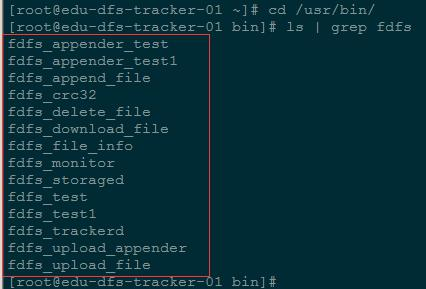 [root@edu-dfs-tracker-01 ~]# cd /usr/bin/
[root@edu-dfs-tracker-01 bin]# ls | grep fdfs
fdfs_appender_test
fdfs_appender_test1
fdfs_append_file
fdfs_crc32
fdfs_delete_file
fdfs_download_file
fdfs_file_info
fdfs_monitor
fdfs_storaged
fdfs_test
fdfs_test1
fdfs_trackerd
fdfs_upload_appender
fdfs_upload_file
[root@edu-dfs-tracker-01 bin]#